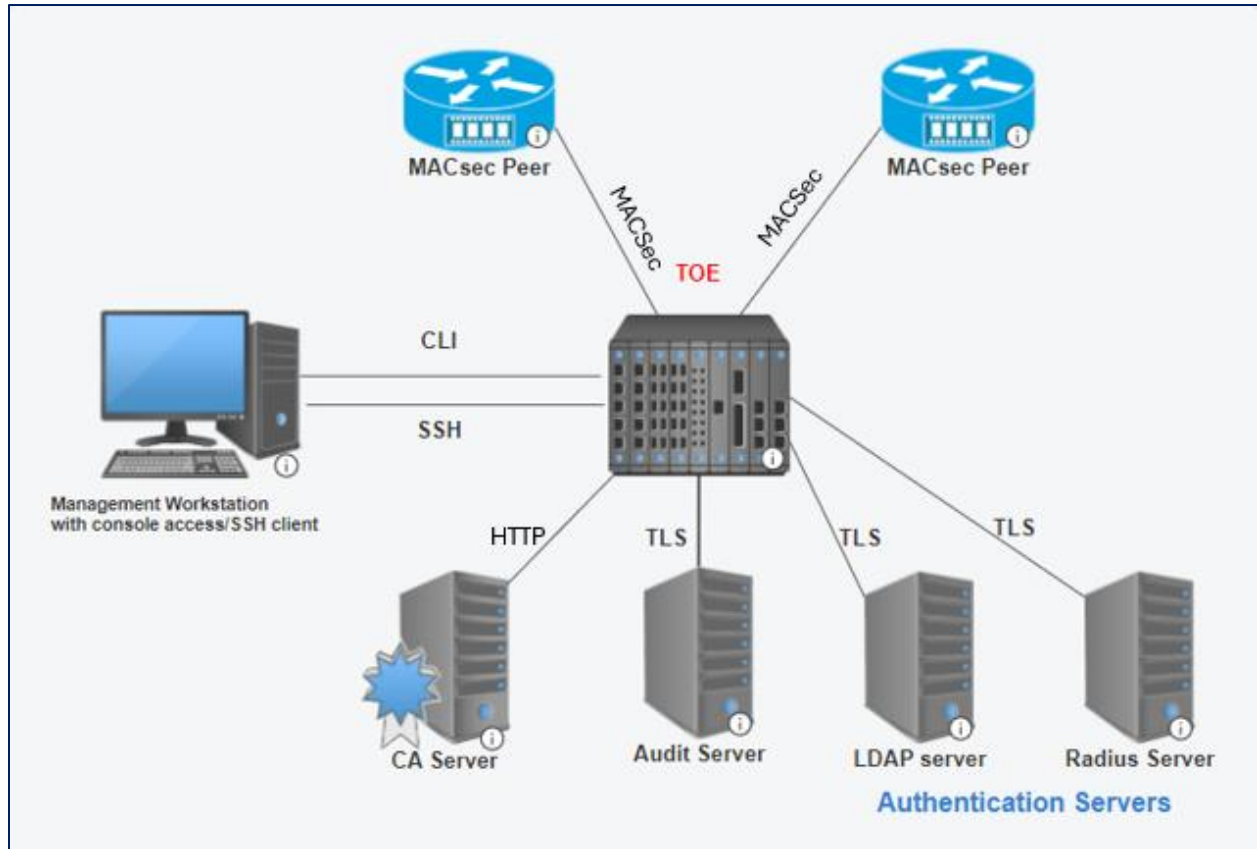 MACsec Peer
MACsec Peer
MACSec
MACSec
TOE
CLI
SSH
Management Workstation
with console access/SSH client
HTTP
TLS
TLS
TLS
CA Server
Audit Server
LDAP server
Radius Server
Authentication Servers
i
i
i
i
i
i
i
i